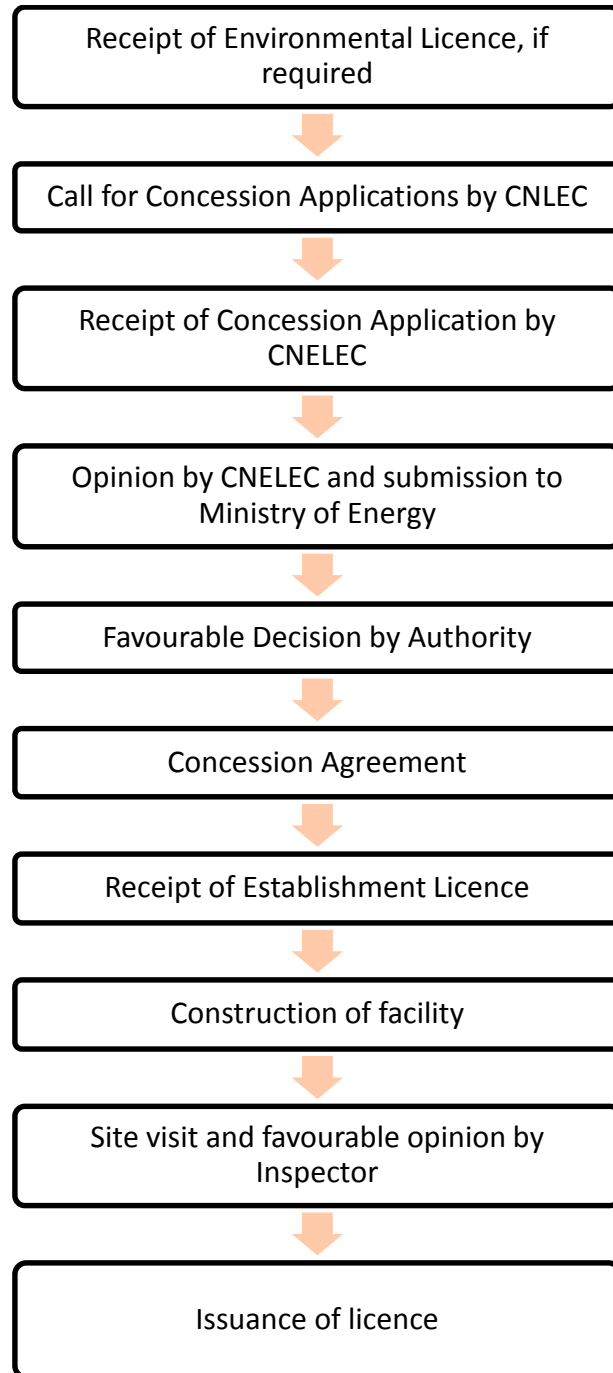 Receipt of Environmental Licence, if
required
Call for Concession Applications by CNLEC
Receipt of Concession Application by
CNELEC
Opinion by CNELEC and submission to
Ministry of Energy
Favourable Decision by Authority
Concession Agreement
Receipt of Establishment Licence
Construction of facility
Site visit and favourable opinion by
Inspector
Issuance of licence